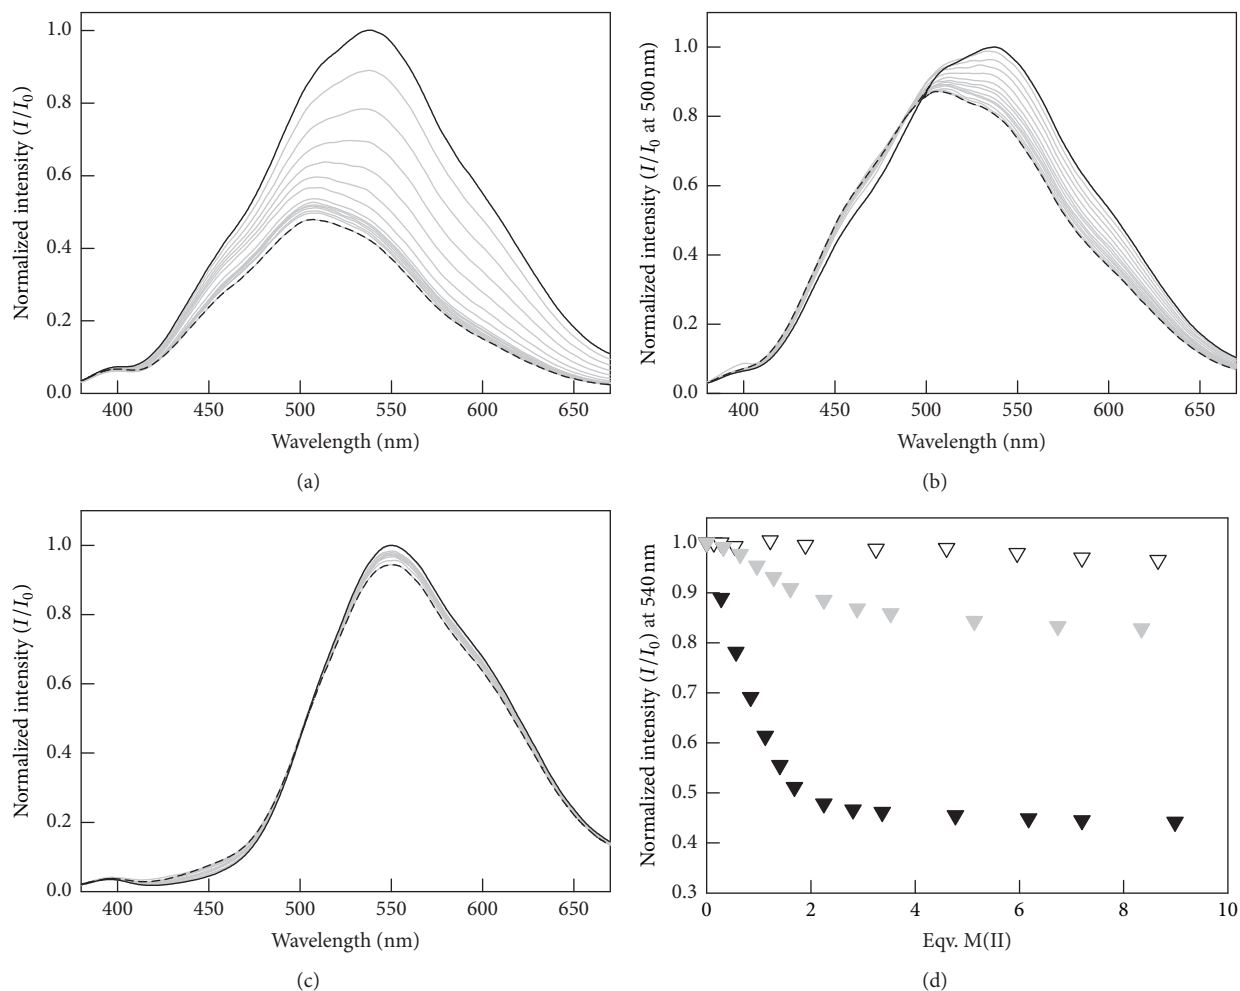 Normalized intensity (I/I0)
1.0
0.8
0.6
0.4
0.2
0.0
400 450 500 550 600 650
Wavelength (nm)
(a)
Normalized intensity (I/I0 at 500 nm)
1.0
0.8
0.6
0.4
0.2
0.0
400 450 500 550 600 650
Wavelength (nm)
(b)
Normalized intensity (I/I0)
1.0
0.8
0.6
0.4
0.2
0.0
400 450 500 550 600 650
Wavelength (nm)
(c)
Normalized intensity (I/I0) at 540 nm
1.0
0.9
0.8
0.7
0.6
0.5
0.4
0.3
0 2 4 6 8 10
Eqv. M(II)
(d)